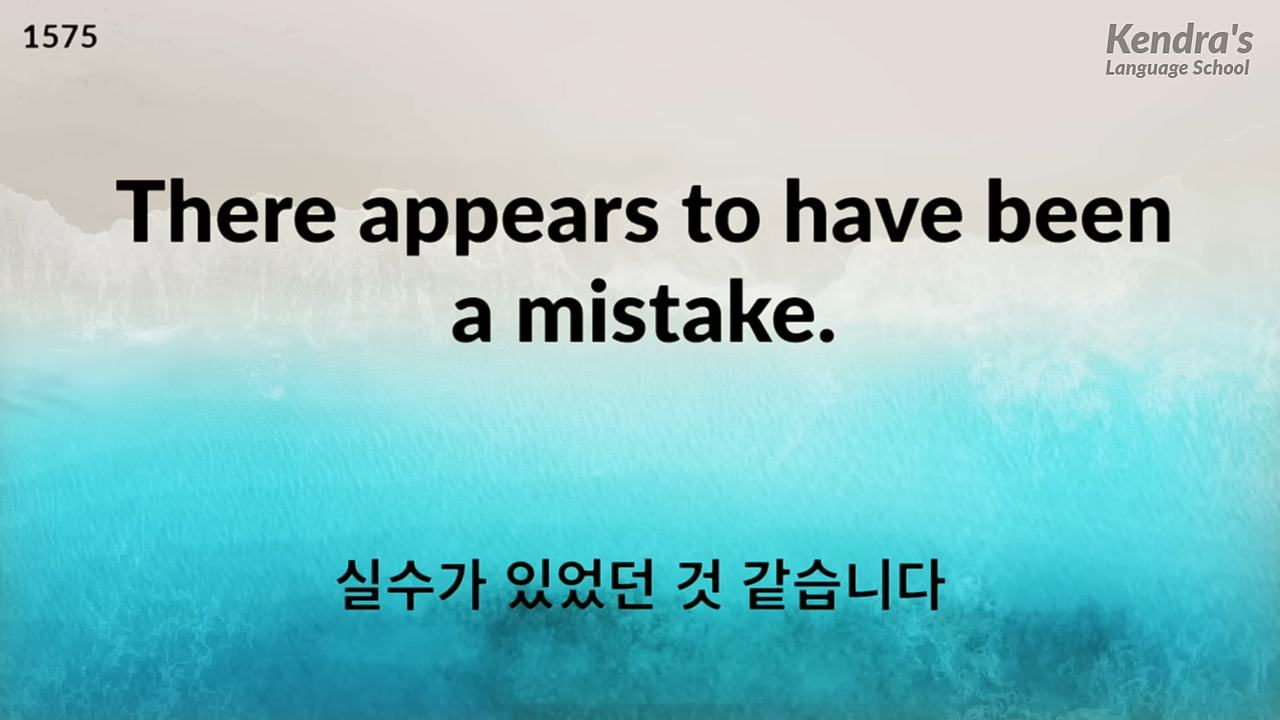 1575
Kendra's
Language School
There appears to have been
a mistake.
실수가 있었던 것 같습니다